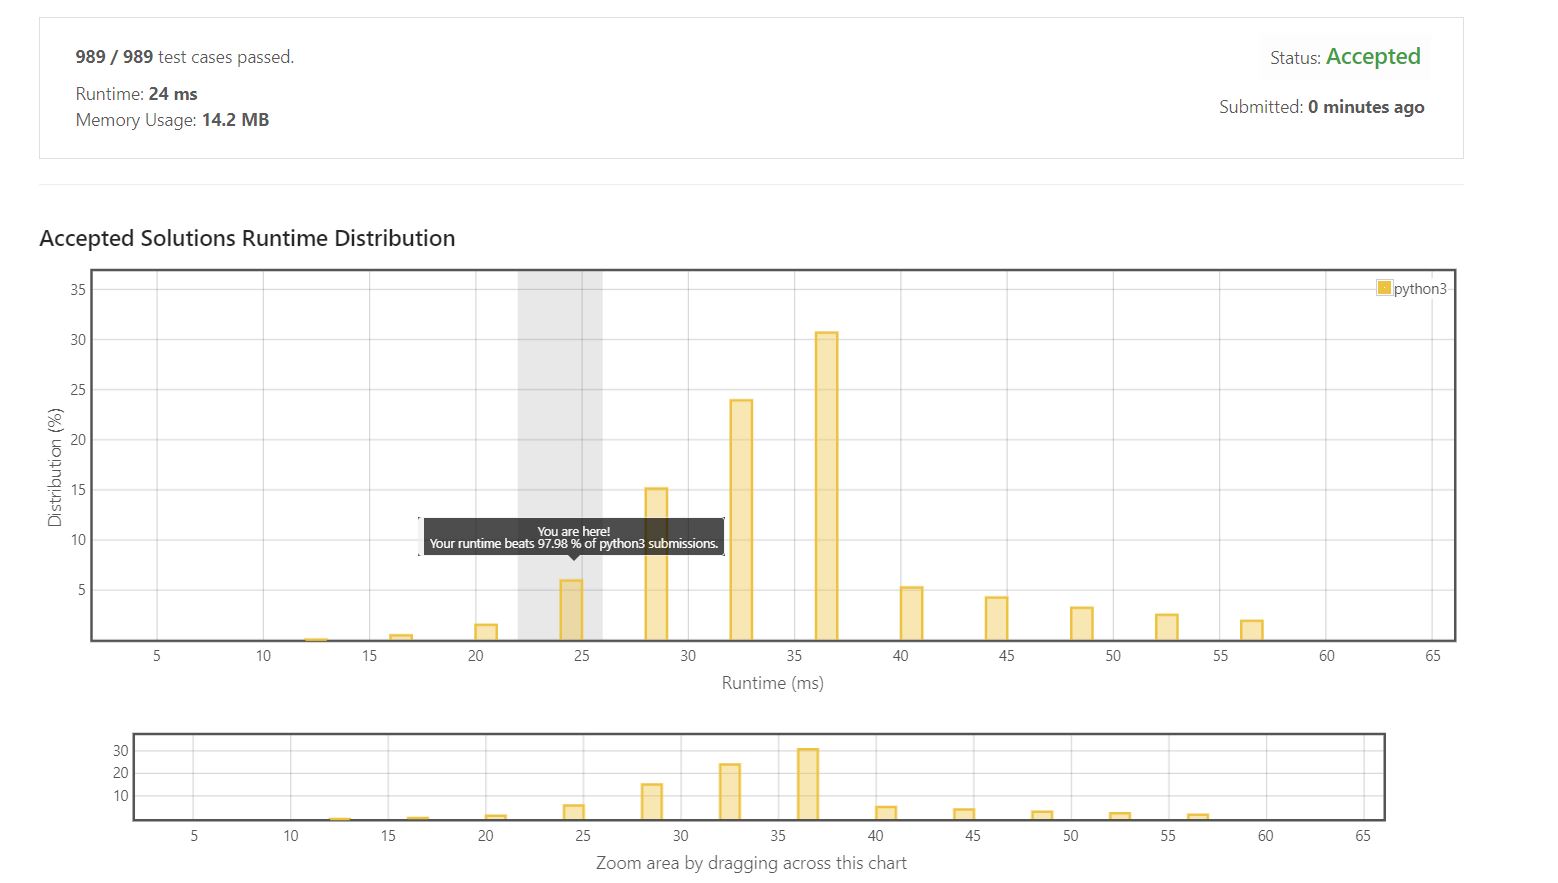 989 / 989 test cases passed.
Status: Accepted
Runtime: 24 ms
Submitted: 0 minutes ago
Memory Usage: 14.2 MB
Accepted Solutions Runtime Distribution
python3
35
30
25
20
15
10
5
Distribution (%)
You are here!
Your runtime beats 97.98 % of python3 submissions.
5 10 15 20 25 30 35 40 45 50 55 60 65
Runtime (ms)
30
20
10
5 10 15 20 25 30 35 40 45 50 55 60 65
Zoom area by dragging across this chart